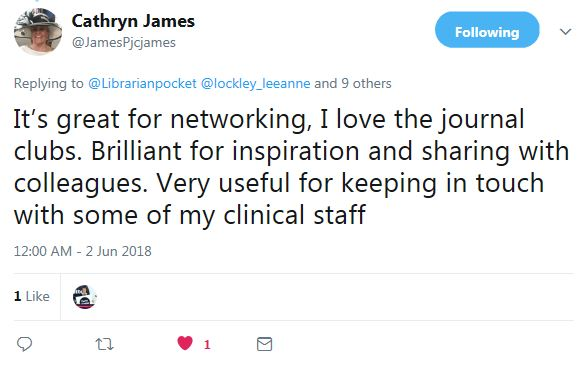 Cathryn James
@JamesPjcjames
Following
Replying to @Librarianpocket @lockley_leeanne and 9 others
It's great for networking, I love the journal
clubs. Brilliant for inspiration and sharing with
colleagues. Very useful for keeping in touch
with some of my clinical staff
12:00 AM - 2 Jun 2018
1 Like
1